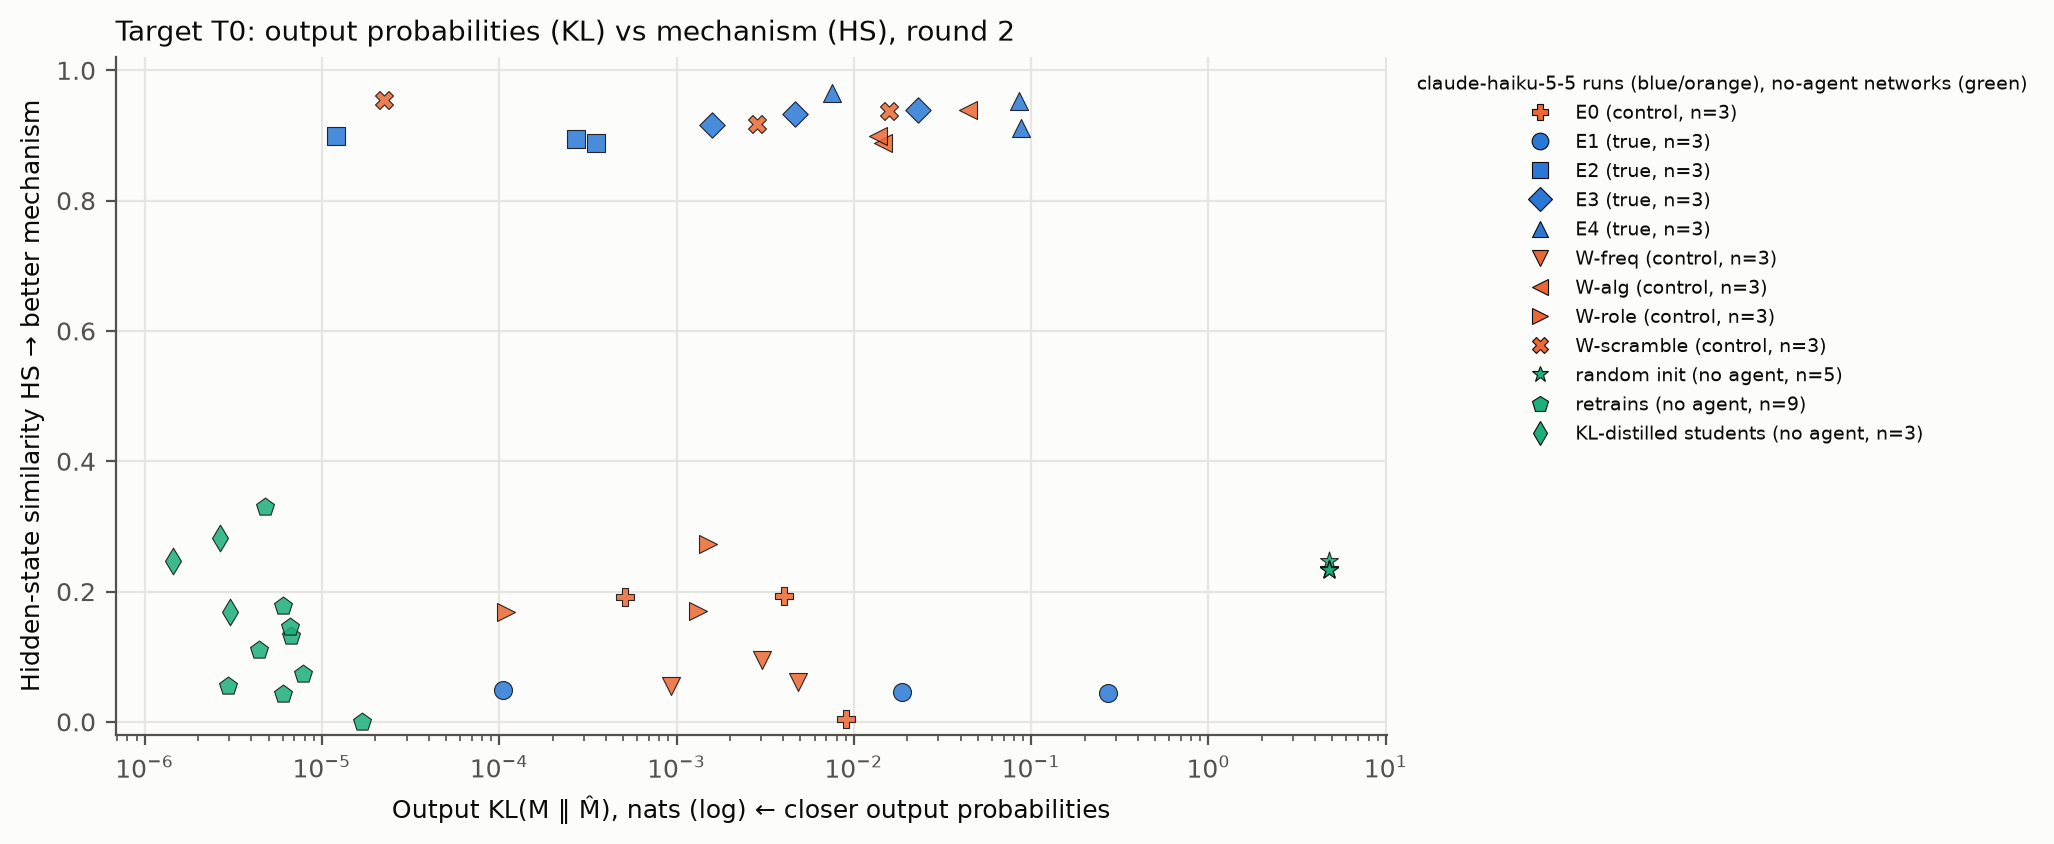 Target T0: output probabilities (KL) vs mechanism (HS), round 2
Hidden-state similarity HS → better mechanism
1.0
0.8
0.6
0.4
0.2
0.0
10⁻⁶ 10⁻⁵ 10⁻⁴ 10⁻³ 10⁻² 10⁻¹ 10⁰ 10¹
Output KL(M ∥ M̂), nats (log) ← closer output probabilities
claude-haiku-5-5 runs (blue/orange), no-agent networks (green)
E0 (control, n=3)
E1 (true, n=3)
E2 (true, n=3)
E3 (true, n=3)
E4 (true, n=3)
W-freq (control, n=3)
W-alg (control, n=3)
W-role (control, n=3)
W-scramble (control, n=3)
random init (no agent, n=5)
retrains (no agent, n=9)
KL-distilled students (no agent, n=3)